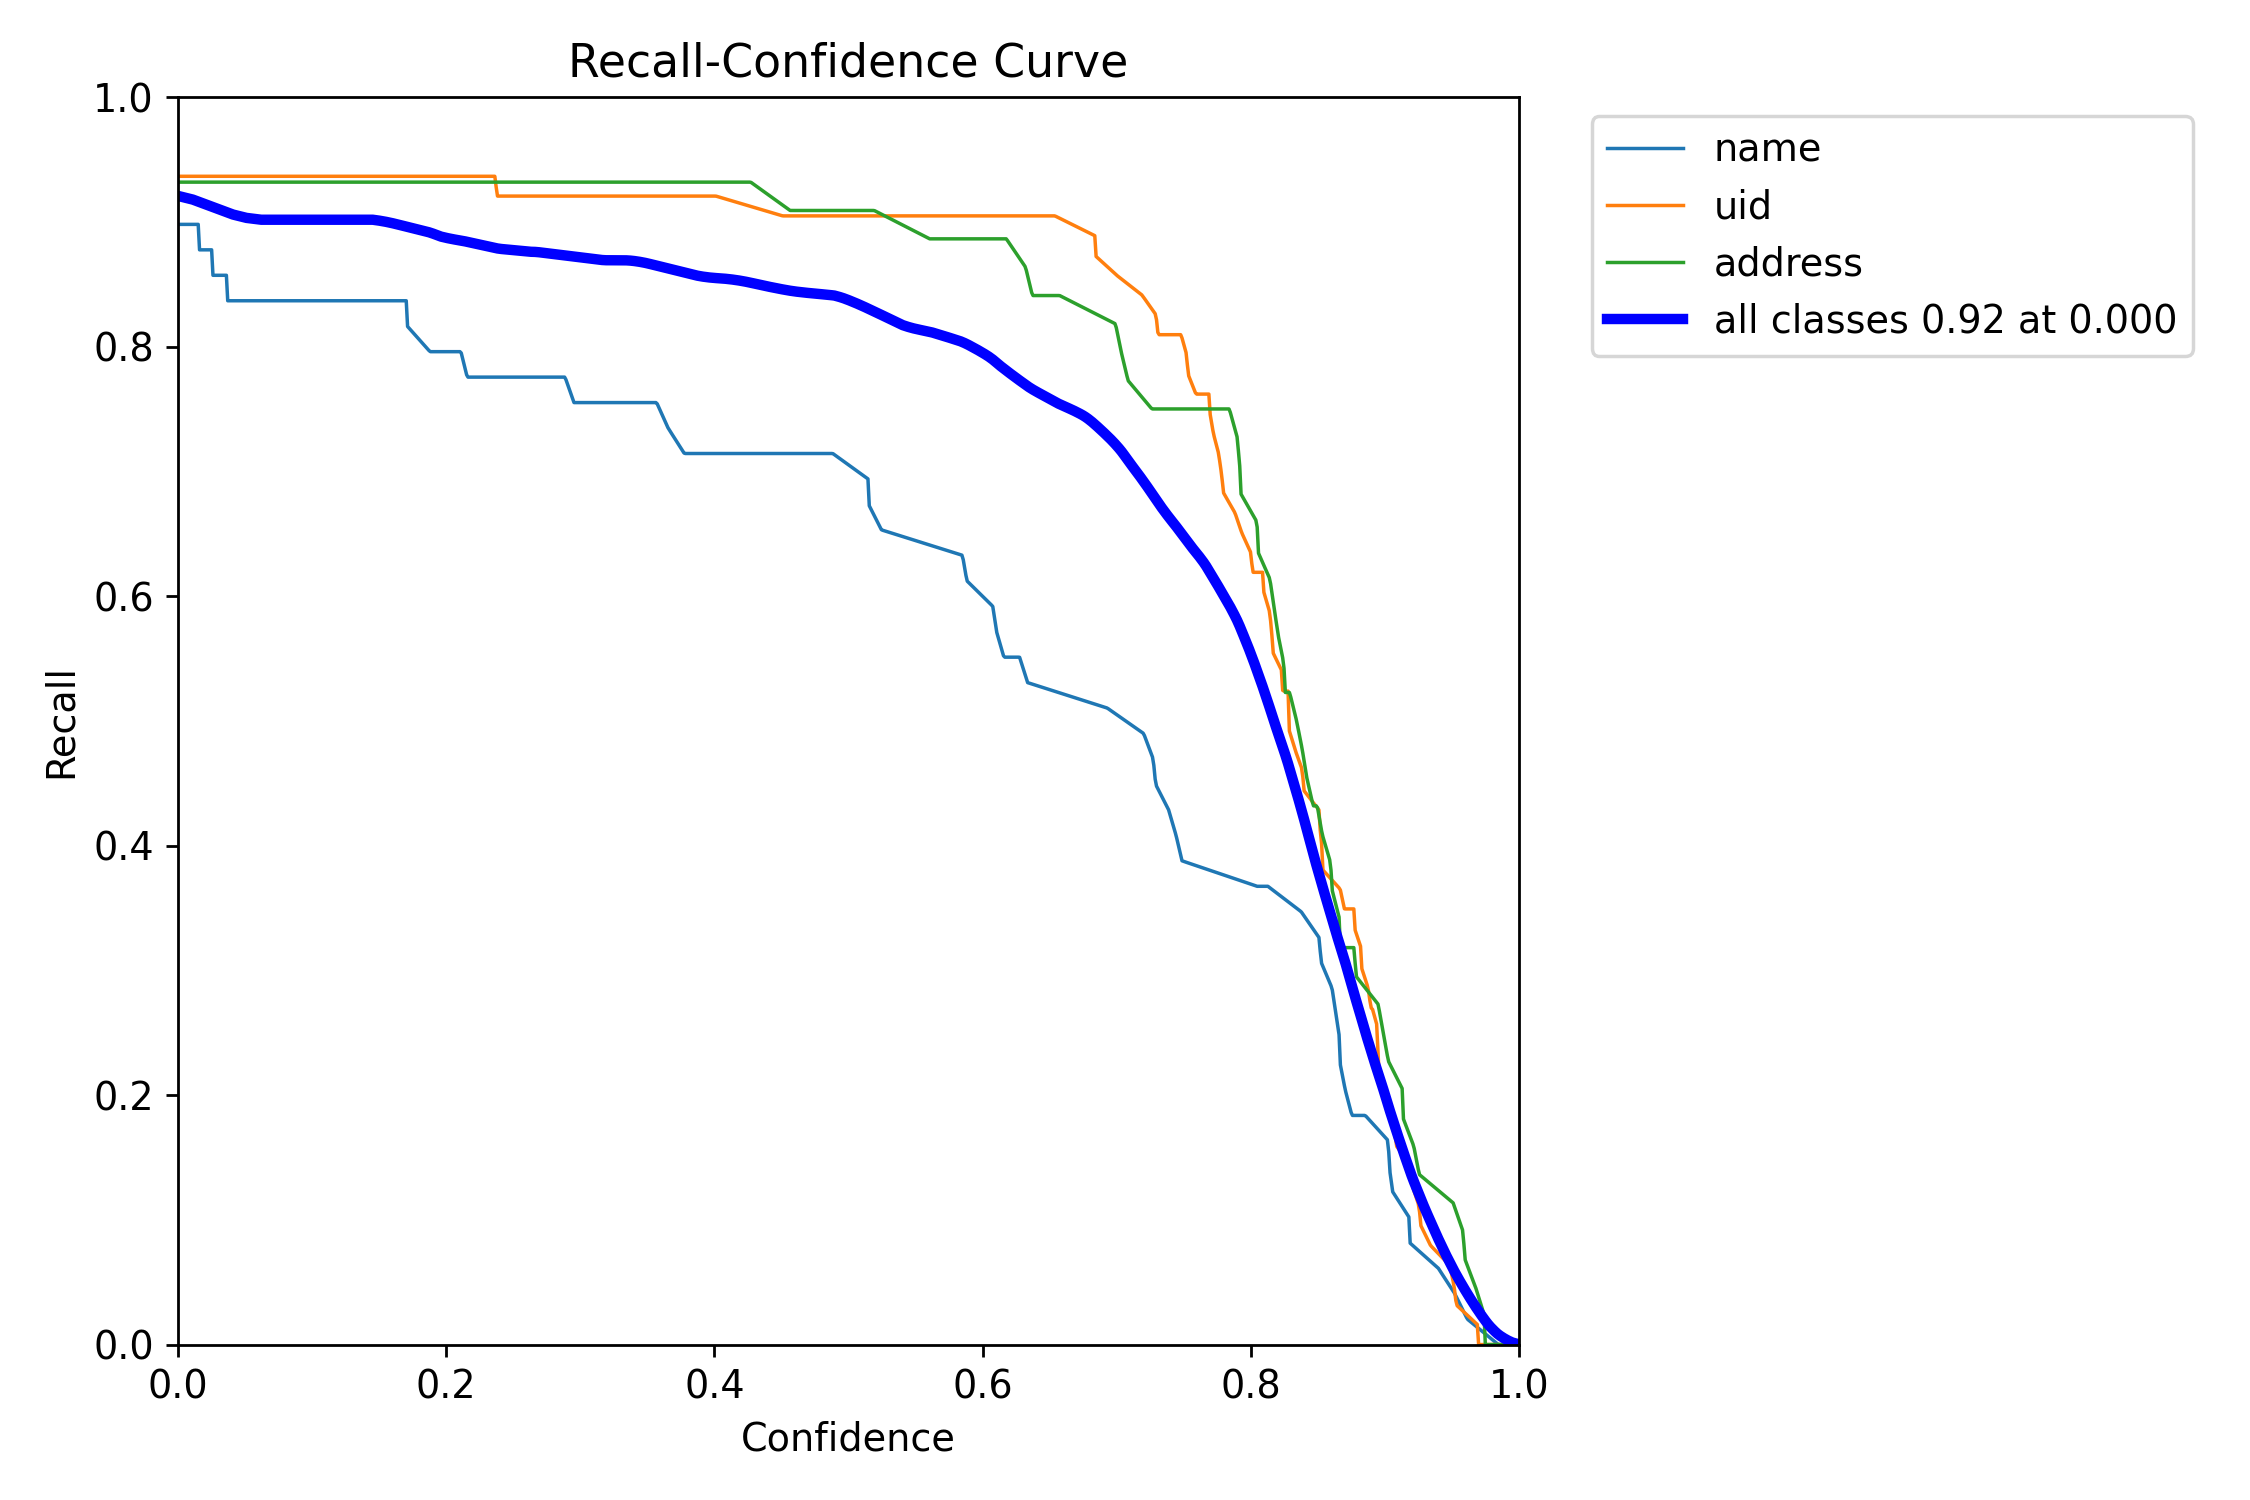 Recall-Confidence Curve
1.0
0.8
0.6
0.4
0.2
0.0
Recall
0.0 0.2 0.4 0.6 0.8 1.0
Confidence
name
uid
address
all classes 0.92 at 0.000